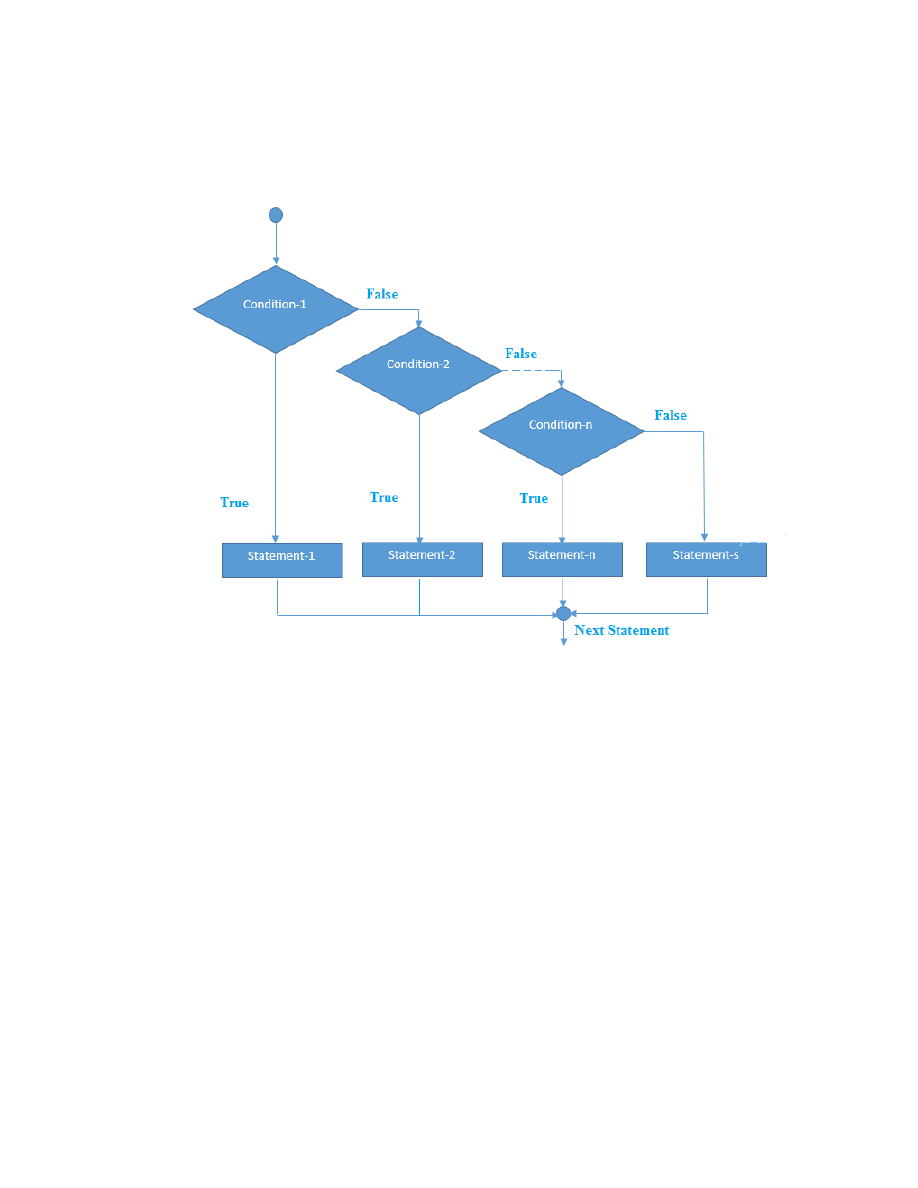 Condition-1
False
Condition-2
False
Condition-n
False
True
True
True
Statement-1
Statement-2
Statement-n
Statement-s
Next Statement